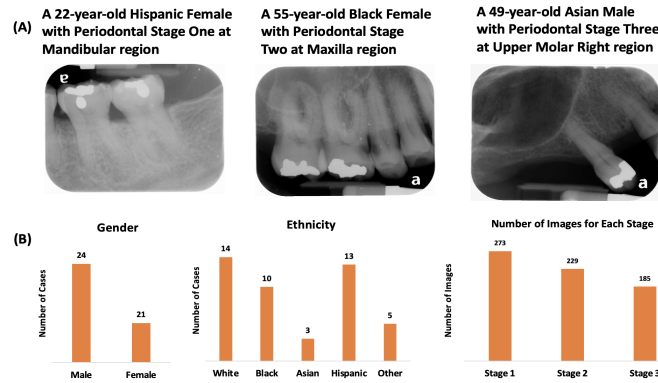 (A)
A 22-year-old Hispanic Female
with Periodontal Stage One at
Mandibular region
A 55-year-old Black Female
with Periodontal Stage
Two at Maxilla region
A 49-year-old Asian Male
with Periodontal Stage Three
at Upper Molar Right region
a
a
a
(B)
Gender
Number of Cases
24
21
Male Female
Ethnicity
Number of Cases
14
10
3
13
5
White Black Asian Hispanic Other
Number of Images for Each Stage
Number of Images
273
229
185
Stage 1 Stage 2 Stage 3